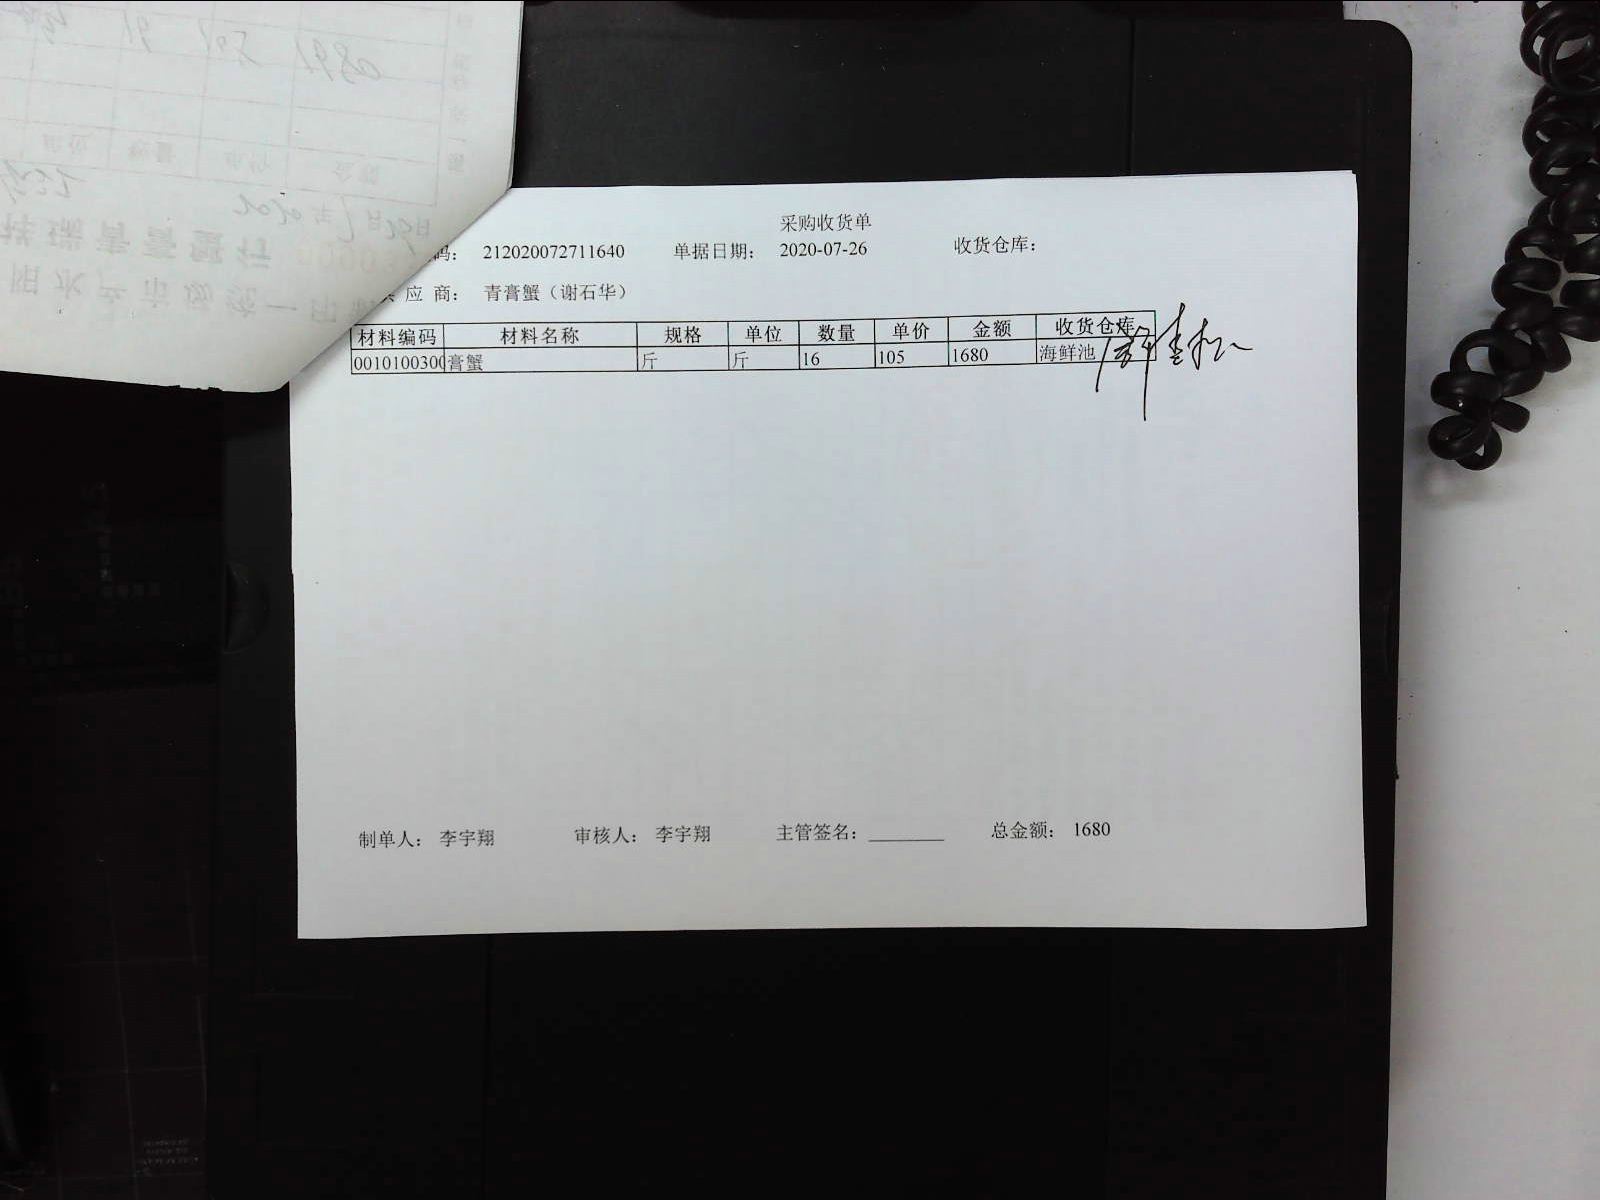 采购收货单
码： 212020072711640 单据日期： 2020-07-26 收货仓库：
供 应 商： 青膏蟹（谢石华）
材料编码 材料名称 规格 单位 数量 单价 金额 收货仓库
0010100300 膏蟹 斤 斤 16 105 1680 海鲜池
制单人： 李宇翔 审核人： 李宇翔 主管签名： ________ 总金额： 1680